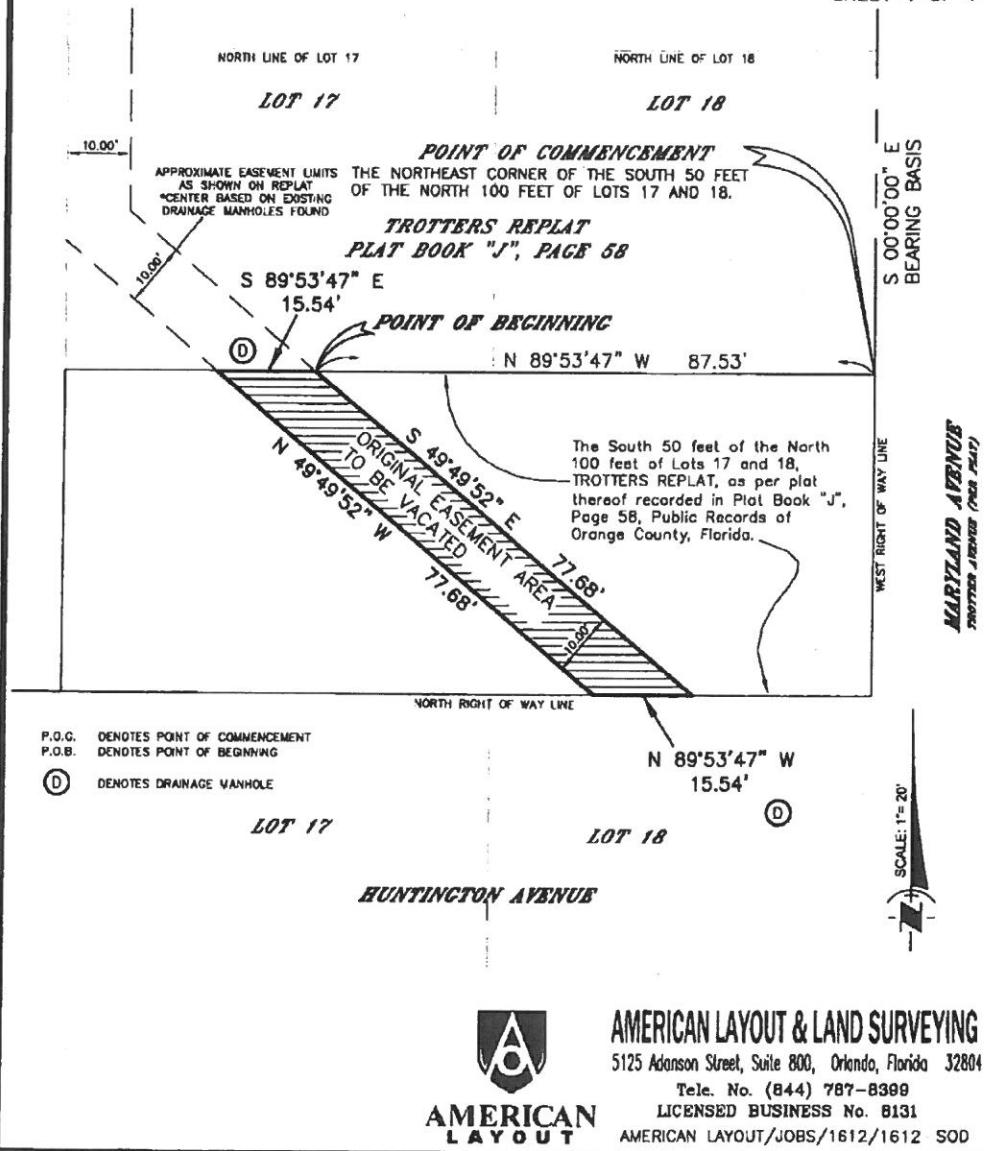 NORTH LINE OF LOT 17
NORTH LINE OF LOT 18
LOT 17
LOT 18
10.00'
POINT OF COMMENCEMENT
THE NORTHEAST CORNER OF THE SOUTH 50 FEET
OF THE NORTH 100 FEET OF LOTS 17 AND 18.
APPROXIMATE EASEMENT LIMITS
AS SHOWN ON REPLAT
*CENTER BASED ON EXISTING
DRAINAGE MANHOLES FOUND
S 00°00'00" E
BEARING BASIS
TROTTERS REPLAT
PLAT BOOK "J", PAGE 58
10.00'
S 89°53'47" E
15.54'
POINT OF BEGINNING
D
N 89°53'47" W 87.53'
S 49°49'52" E
77.68'
ORIGINAL EASEMENT AREA
TO BE VACATED
N 49°49'52" W
77.68'
10.00'
The South 50 feet of the North
100 feet of Lots 17 and 18,
TROTTERS REPLAT, as per plat
thereof recorded in Plat Book "J",
Page 58, Public Records of
Orange County, Florida.
WEST RIGHT OF WAY LINE
MARYLAND AVENUE
TROTTER AVENUE (PER PLAT)
NORTH RIGHT OF WAY LINE
P.O.C. DENOTES POINT OF COMMENCEMENT
P.O.B. DENOTES POINT OF BEGINNING
D DENOTES DRAINAGE MANHOLE
N 89°53'47" W
15.54'
D
LOT 17
LOT 18
SCALE: 1"= 20'
N
HUNTINGTON AVENUE
AMERICAN
LAYOUT
AMERICAN LAYOUT & LAND SURVEYING
5125 Adanson Street, Suite 800, Orlando, Florida 32804
Tele. No. (844) 787-8399
LICENSED BUSINESS No. 8131
AMERICAN LAYOUT/JOBS/1612/1612 SOD